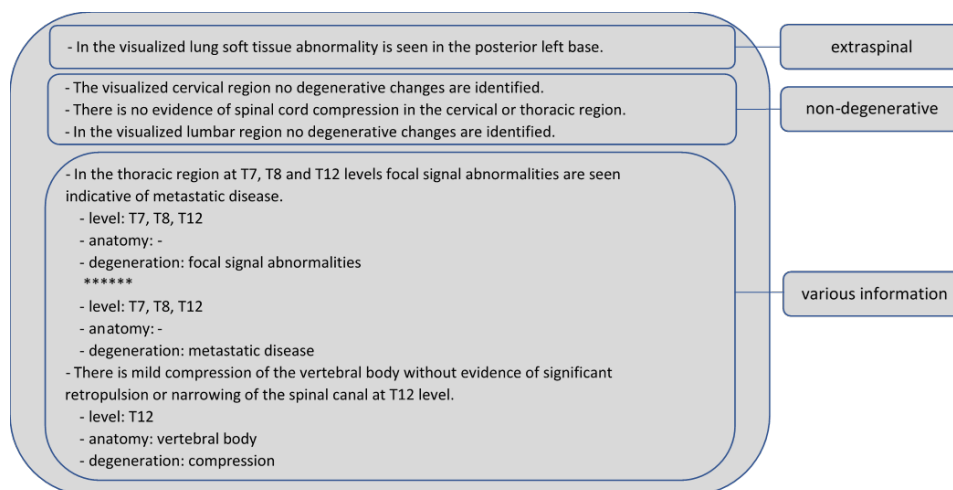 - In the visualized lung soft tissue abnormality is seen in the posterior left base.
extraspinal
- The visualized cervical region no degenerative changes are identified.
- There is no evidence of spinal cord compression in the cervical or thoracic region.
- In the visualized lumbar region no degenerative changes are identified.
non-degenerative
- In the thoracic region at T7, T8 and T12 levels focal signal abnormalities are seen
indicative of metastatic disease.
- level: T7, T8, T12
- anatomy: -
- degeneration: focal signal abnormalities
******
- level: T7, T8, T12
- anatomy: -
- degeneration: metastatic disease
- There is mild compression of the vertebral body without evidence of significant
retropulsion or narrowing of the spinal canal at T12 level.
- level: T12
- anatomy: vertebral body
- degeneration: compression
various information